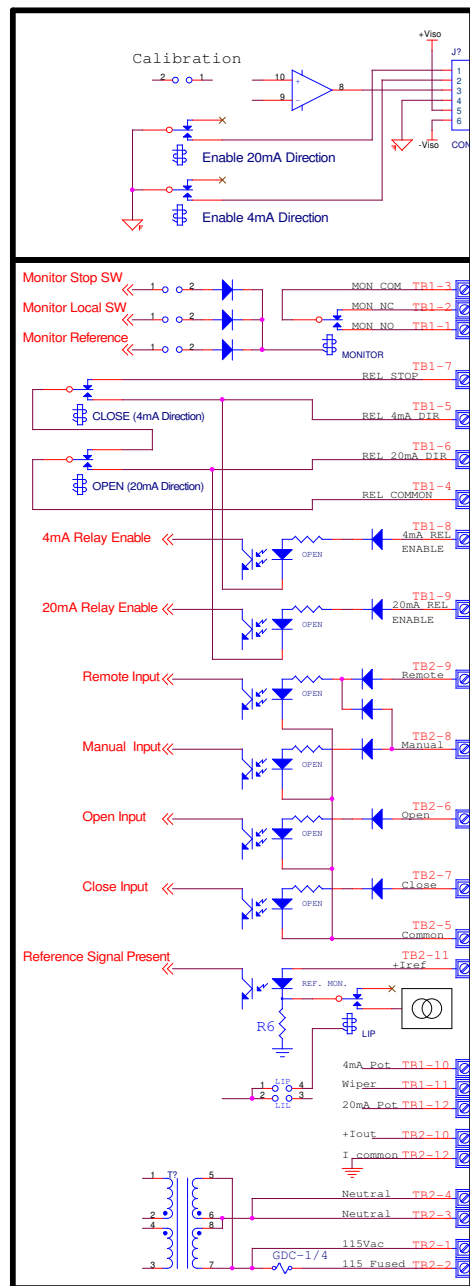 +Viso
J?
Calibration
2 1
10
+
8
9
-
1
2
3
4
5
6
-Viso
CON
F
Enable 20mA Direction
Enable 4mA Direction
F
Monitor Stop SW
1 2
MON COM TB1-3
MON NC TB1-2
Monitor Local SW
1 2
MON NO TB1-1
Monitor Reference
1 2
MONITOR
TB1-7
REL STOP
CLOSE (4mA Direction)
TB1-5
REL 4mA DIR
TB1-6
REL 20mA DIR
OPEN (20mA Direction)
TB1-4
REL COMMON
TB1-8
4mA Relay Enable
4mA REL
OPEN
ENABLE
TB1-9
20mA Relay Enable
20mA REL
OPEN
ENABLE
TB2-9
Remote Input
Remote
OPEN
TB2-8
Manual Input
Manual
OPEN
TB2-6
Open Input
Open
OPEN
TB2-7
Close Input
Close
OPEN
TB2-5
Common
TB2-11
Reference Signal Present
+Iref
REF. MON.
R6
LIP
4mA Pot TB1-10
1 LIP 4
Wiper TB1-11
2 LIL 3
20mA Pot TB1-12
+Iout TB2-10
I common TB2-12
1 T? 5
Neutral TB2-4
2 6
Neutral TB2-3
4 8
115Vac TB2-1
GDC-1/4
3 7
115 Fused TB2-2